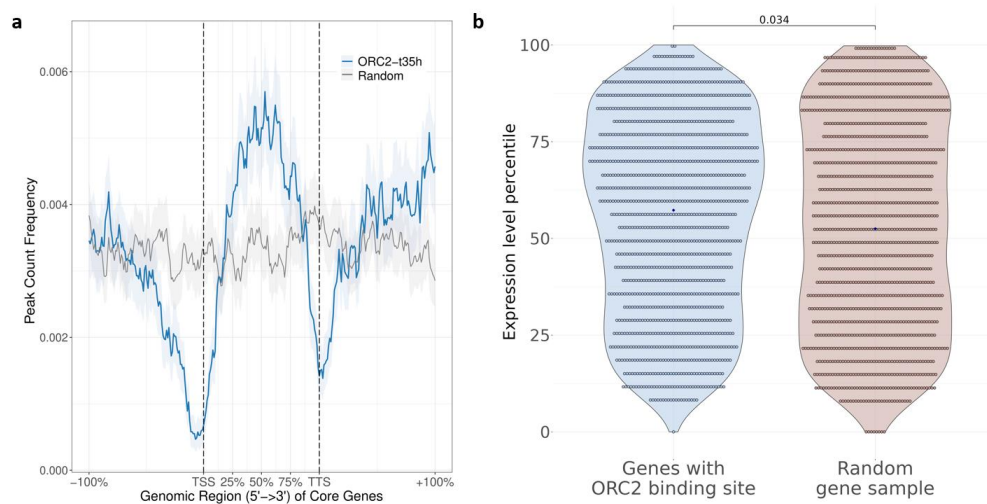 a
ORC2-t35h
Random
Peak Count Frequency
0.006
0.004
0.002
0.000
-100%
TSS
25%
50%
75%
TTS
+100%
Genomic Region (5'->3') of Core Genes
b
0.034
Expression level percentile
100
75
50
25
0
Genes with
ORC2 binding site
Random
gene sample